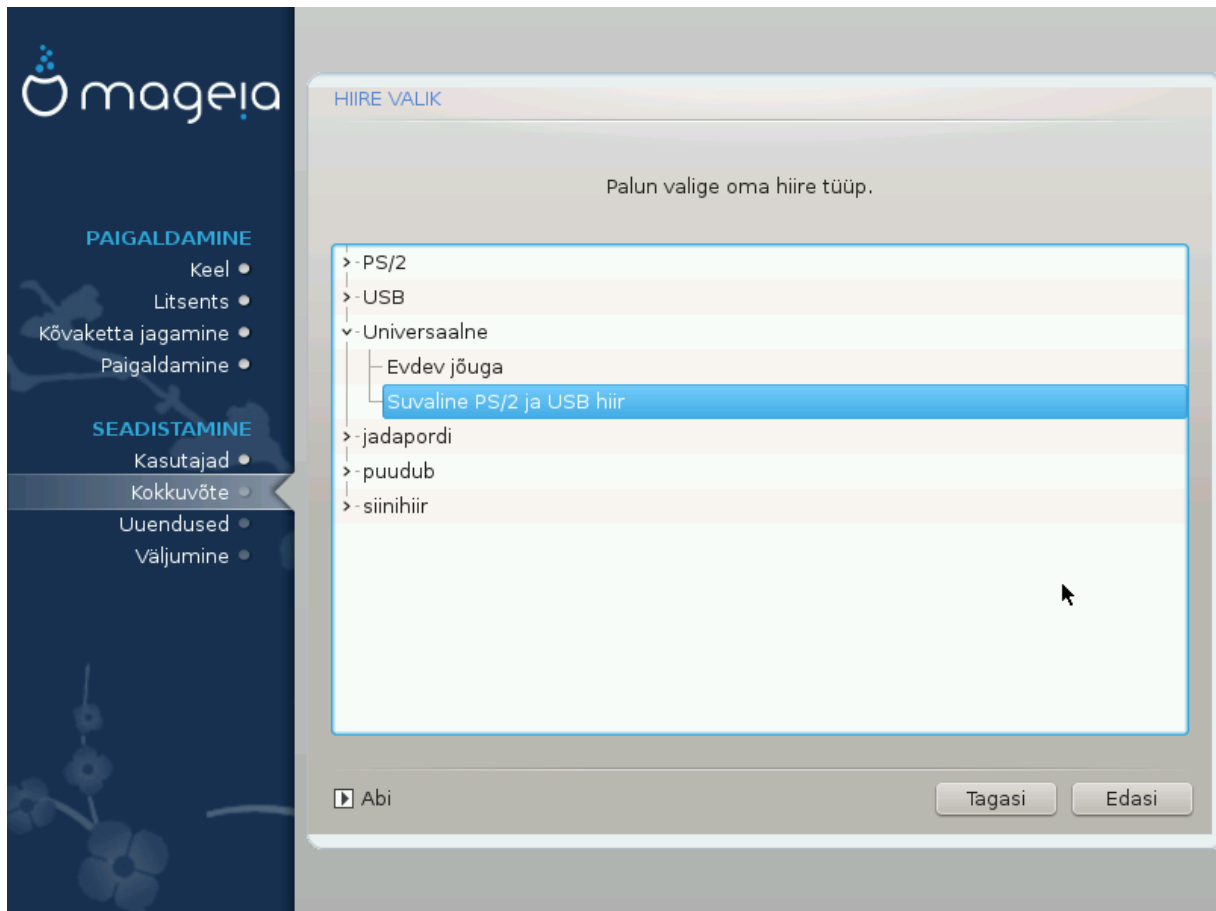 mageia
PAIGALDAMINE
Keel
Litsents
Kõvaketta jagamine
Paigaldamine
SEADISTAMINE
Kasutajad
Kokkuvõte
Uuendused
Väljumine
HIIRE VALIK
Palun valige oma hiire tüüp.
PS/2
USB
Universaalne
Evdev jõuga
Suvaline PS/2 ja USB hiir
jadapordi
puudub
siinihiir
Abi
Tagasi
Edasi